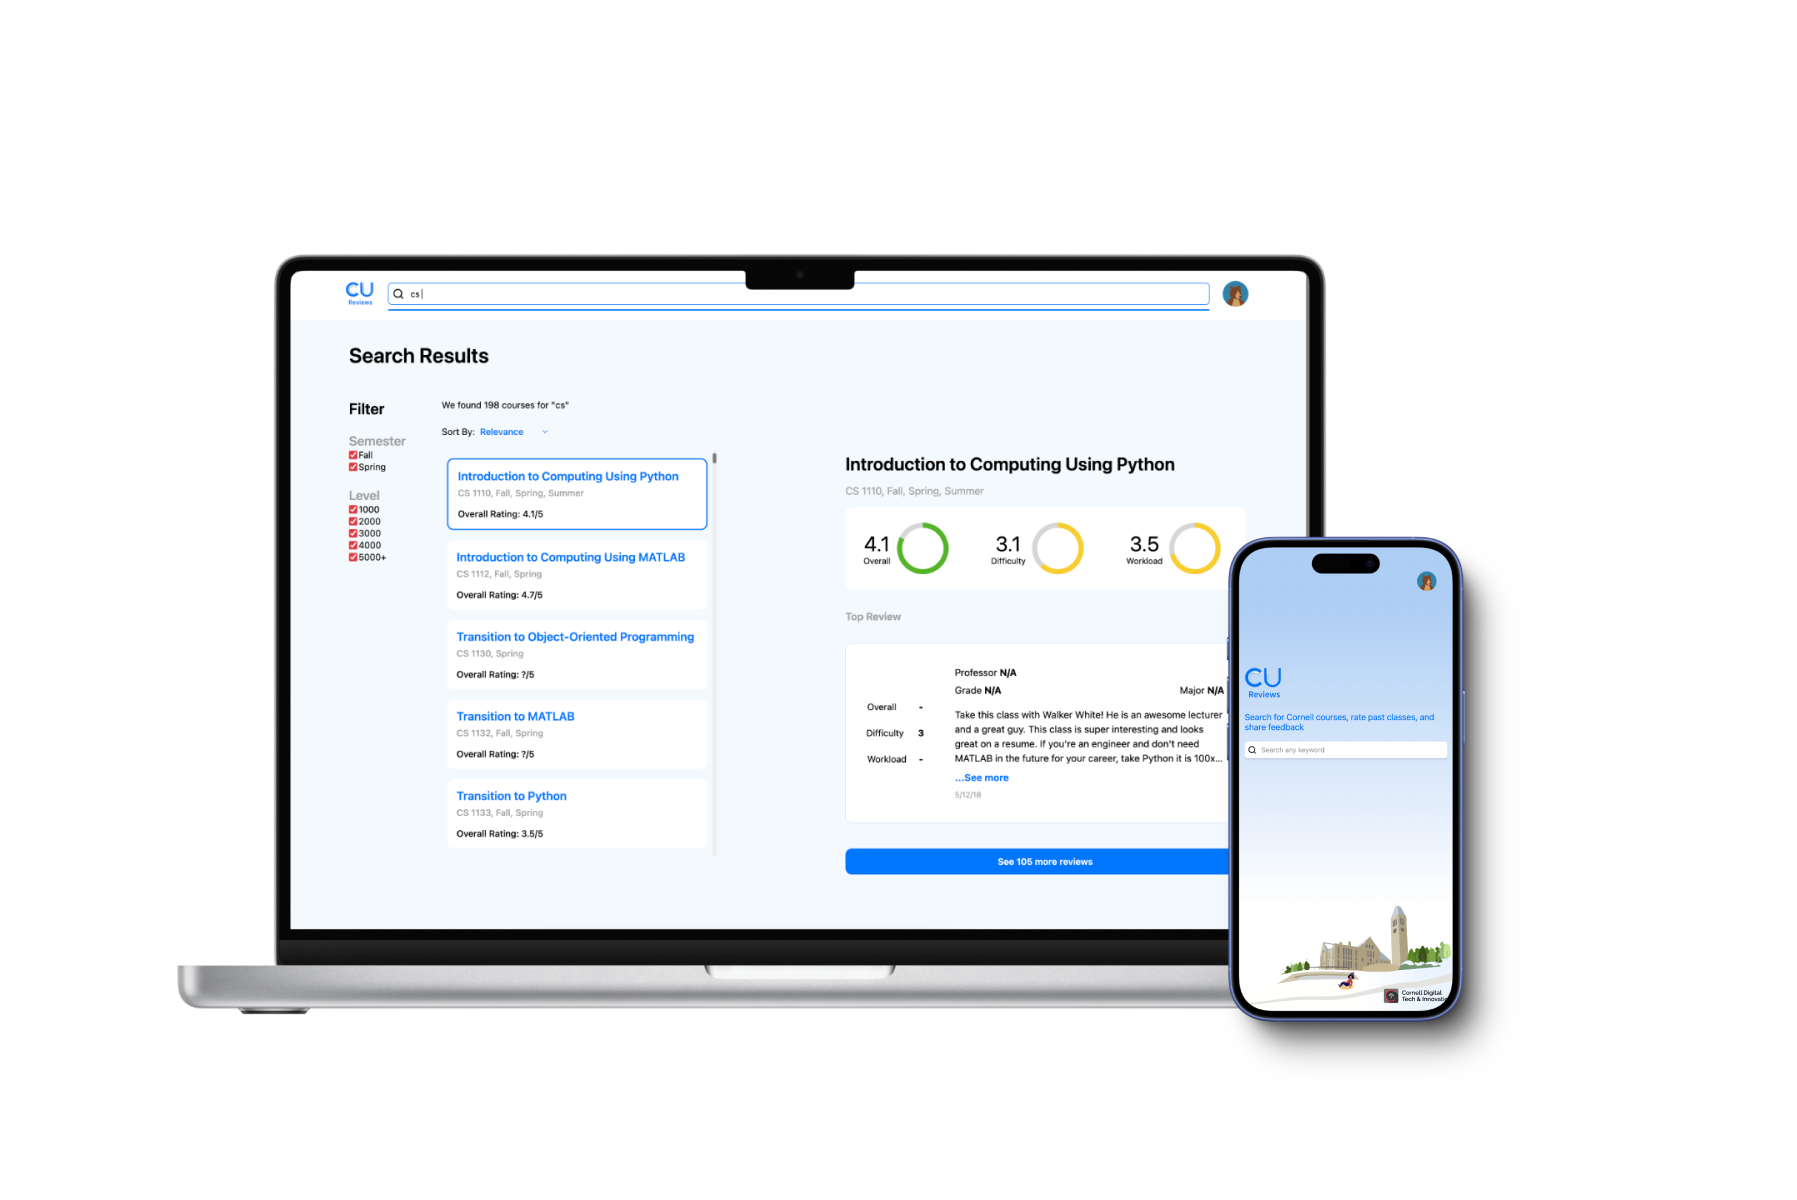 CU
Reviews
cs
Search Results
Filter
Semester
Fall
Spring
Level
1000
2000
3000
4000
5000+
We found 198 courses for "cs"
Sort By: Relevance
Introduction to Computing Using Python
CS 1110, Fall, Spring, Summer
Overall Rating: 4.1/5
Introduction to Computing Using MATLAB
CS 1112, Fall, Spring
Overall Rating: 4.7/5
Transition to Object-Oriented Programming
CS 1130, Spring
Overall Rating: ?/5
Transition to MATLAB
CS 1132, Fall, Spring
Overall Rating: ?/5
Transition to Python
CS 1133, Fall, Spring
Overall Rating: 3.5/5
Introduction to Computing Using Python
CS 1110, Fall, Spring, Summer
4.1
Overall
3.1
Difficulty
3.5
Workload
Top Review
Overall -
Difficulty 3
Workload -
Professor N/A
Grade N/A
Major N/A
Take this class with Walker White! He is an awesome lecturer
and a great guy. This class is super interesting and looks
great on a resume. If you're an engineer and don't need
MATLAB in the future for your career, take Python it is 100x...
...See more
5/12/18
See 105 more reviews
CU
Reviews
Search for Cornell courses, rate past classes, and
share feedback
Search any keyword
Cornell Digital
Tech & Innovatio